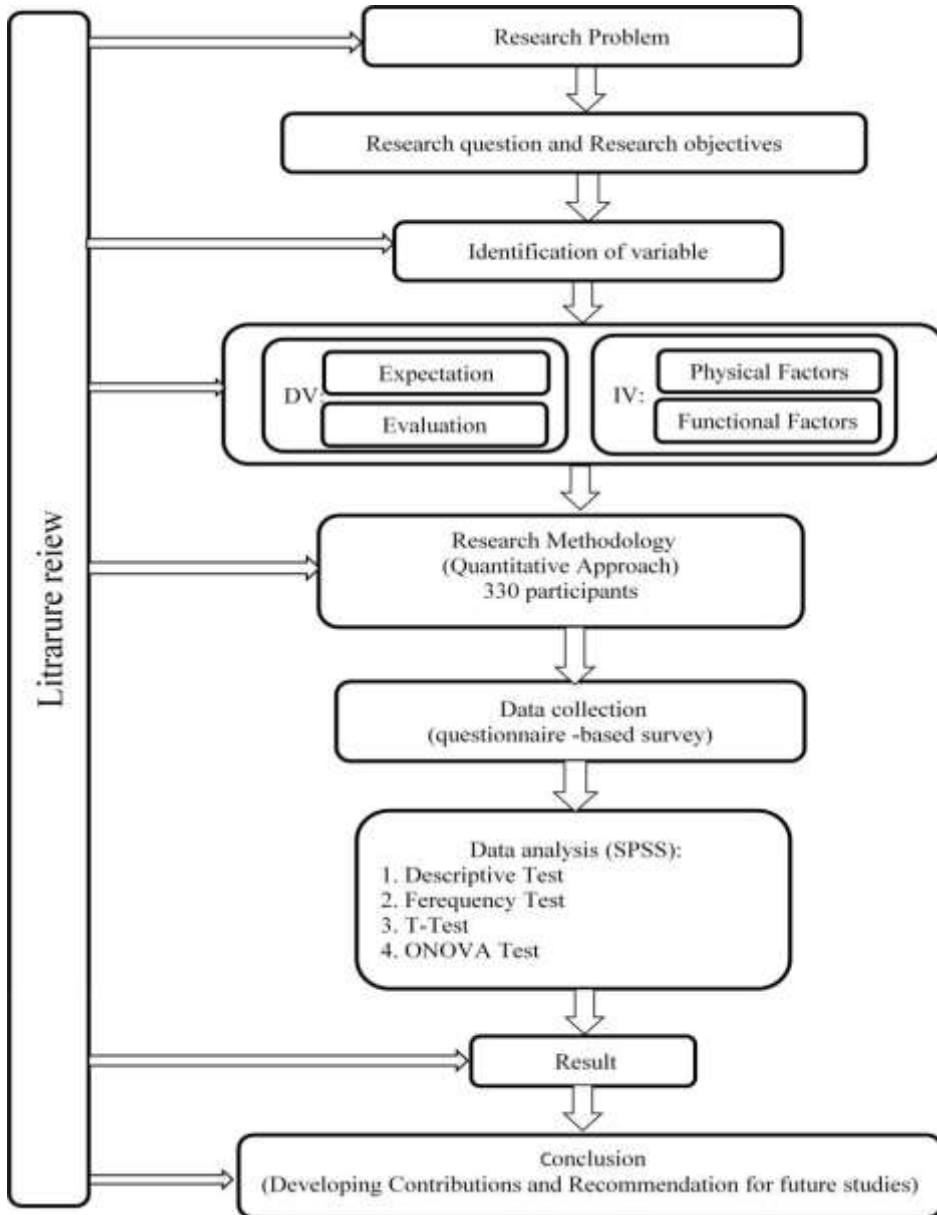 Litrarure reiew
Research Problem
Research question and Research objectives
Identification of variable
DV:
Expectation
Evaluation
IV:
Physical Factors
Functional Factors
Research Methodology
(Quantitative Approach)
330 participants
Data collection
(questionnaire -based survey)
Data analysis (SPSS):
1. Descriptive Test
2. Ferequency Test
3. T-Test
4. ONOVA Test
Result
Conclusion
(Developing Contributions and Recommendation for future studies)